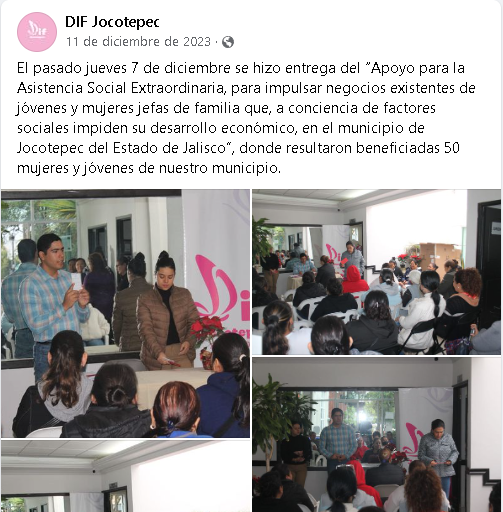 DIF
DIF Jocotepec
11 de diciembre de 2023 ·
El pasado jueves 7 de diciembre se hizo entrega del "Apoyo para la
Asistencia Social Extraordinaria, para impulsar negocios existentes de
jóvenes y mujeres jefas de familia que, a conciencia de factores
sociales impiden su desarrollo económico, en el municipio de
Jocotepec del Estado de Jalisco", donde resultaron beneficiadas 50
mujeres y jóvenes de nuestro municipio.